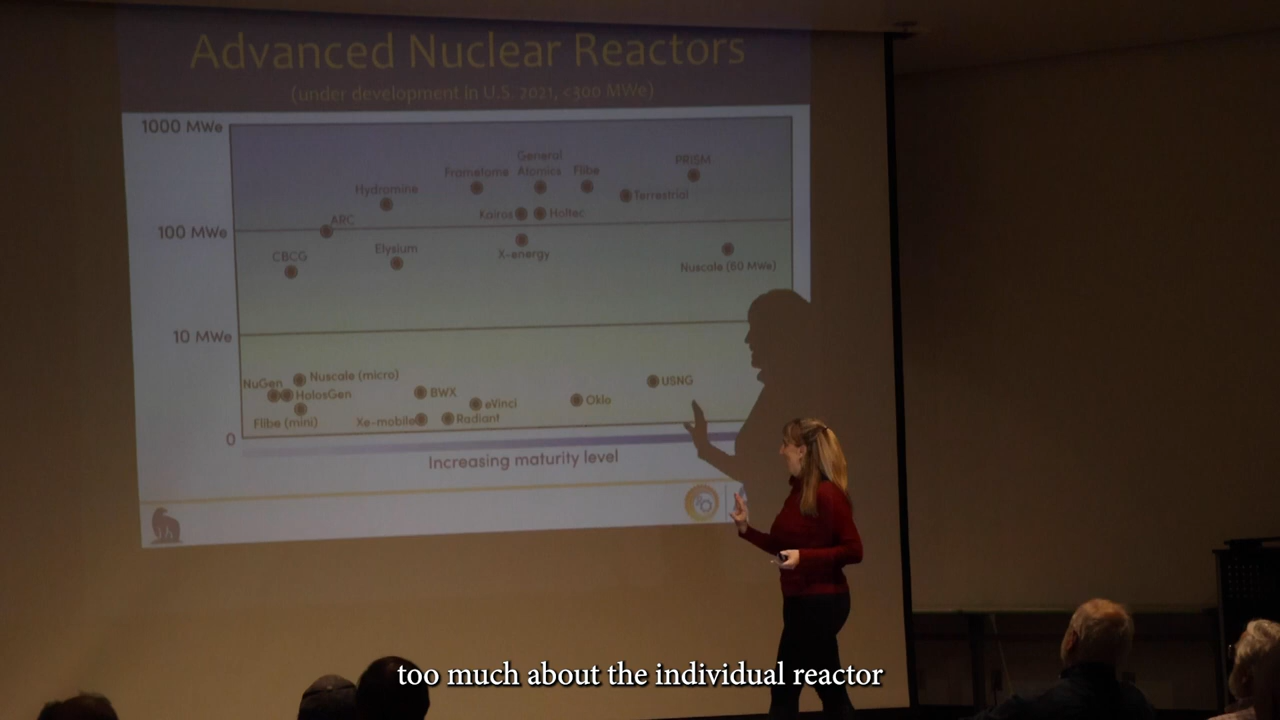 Advanced Nuclear Reactors
(under development in U.S. 2021, <300 MWe)
1000 MWe
General
Atomics
Framatome
Flibe
PRISM
Hydromine
Terrestrial
Kairos
Holtec
ARC
100 MWe
Elysium
X-energy
CBCG
Nuscale (60 MWe)
10 MWe
NuGen
Nuscale (micro)
HolosGen
BWX
USNG
Flibe (mini)
Xe-mobile
eVinci
Radiant
Oklo
0
Increasing maturity level
too much about the individual reactor